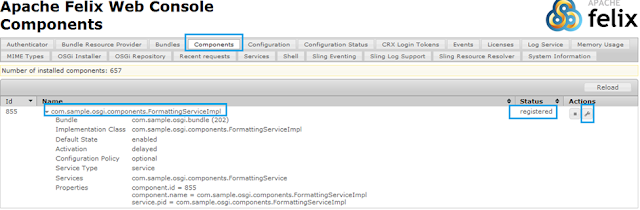 Apache Felix Web Console
Components
APACHE
felix
Authenticator Bundle Resource Provider Bundles Components Configuration Configuration Status CRX Login Tokens Events Licenses Log Service Memory Usage
MIME Types OSGi Installer OSGi Repository Recent requests Services Shell Sling Eventing Sling Log Support Sling Resource Resolver System Information
Number of installed components: 657
Reload
Id Name Status Actions
855 com.sample.osgi.components.FormattingServiceImpl registered
Bundle com.sample.osgi.bundle (202)
Implementation Class com.sample.osgi.components.FormattingServiceImpl
Default State enabled
Activation delayed
Configuration Policy optional
Service Type service
Services com.sample.osgi.components.FormattingService
Properties component.id = 855
component.name = com.sample.osgi.components.FormattingServiceImpl
service.pid = com.sample.osgi.components.FormattingServiceImpl